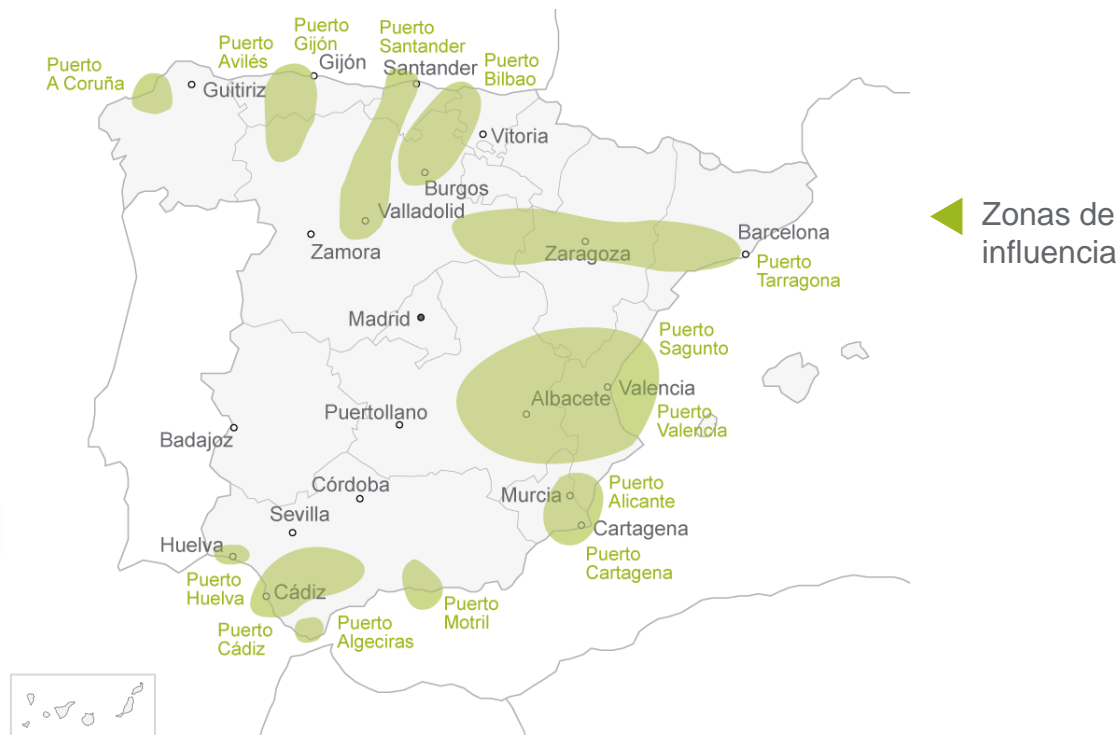 Puerto
Gijón
Puerto
Santander
Puerto
Avilés
Puerto
Bilbao
Gijón
Santander
Puerto
A Coruña
Guitiriz
Vitoria
Burgos
Valladolid
Zamora
Zaragoza
Barcelona
Puerto
Tarragona
Zonas de
influencia
Madrid
Puerto
Sagunto
Albacete
Valencia
Puerto
Valencia
Puertollano
Badajoz
Córdoba
Murcia
Puerto
Alicante
Sevilla
Cartagena
Huelva
Puerto
Cartagena
Puerto
Huelva
Cádiz
Puerto
Motril
Puerto
Cádiz
Puerto
Algeciras